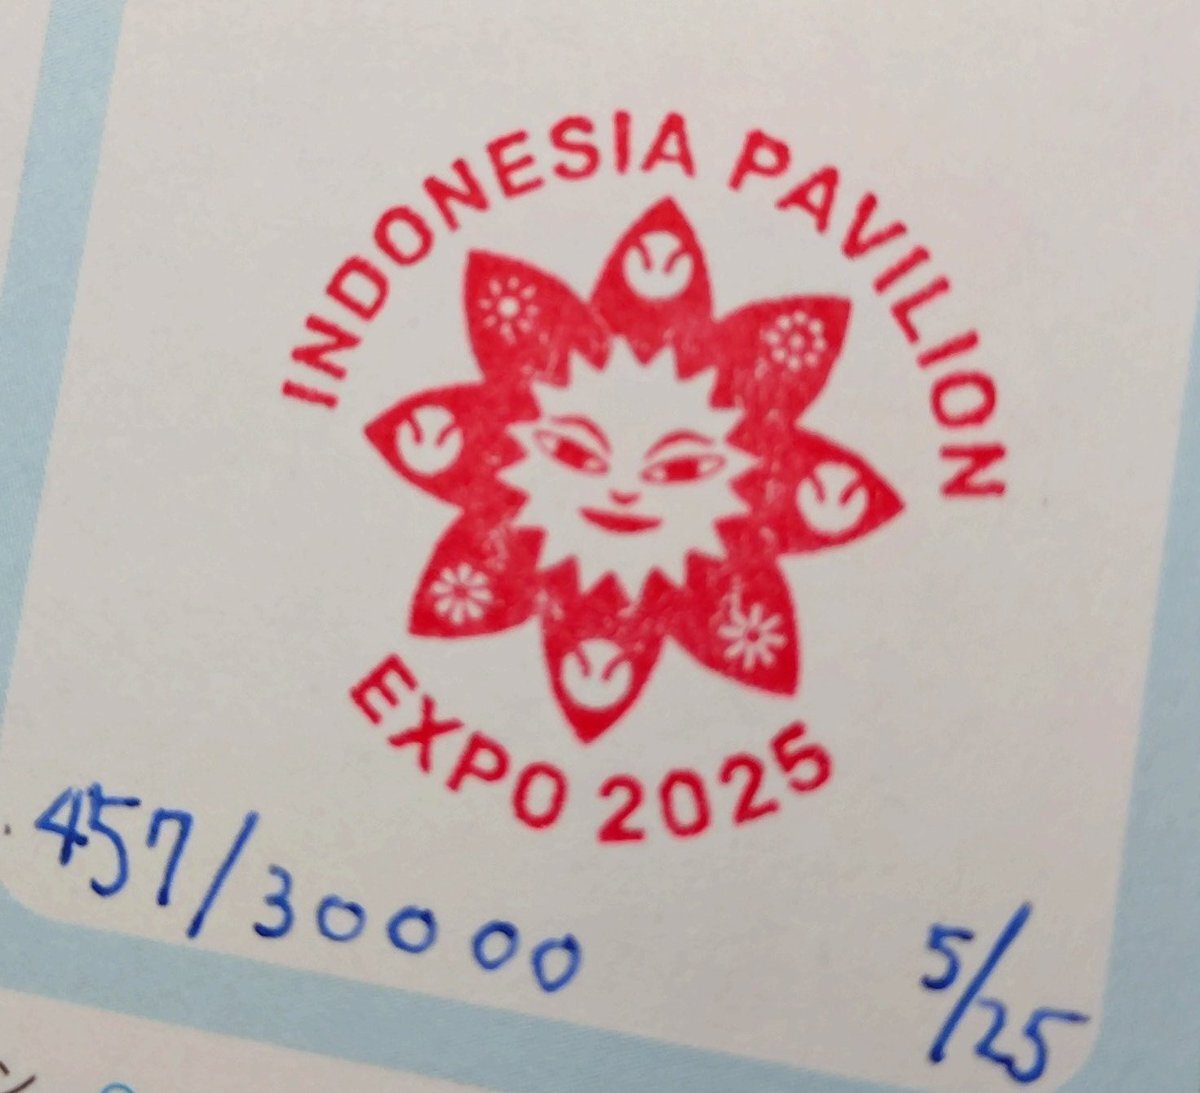 INDONESIA PAVILION
EXPO 2025
457/30000
5/25